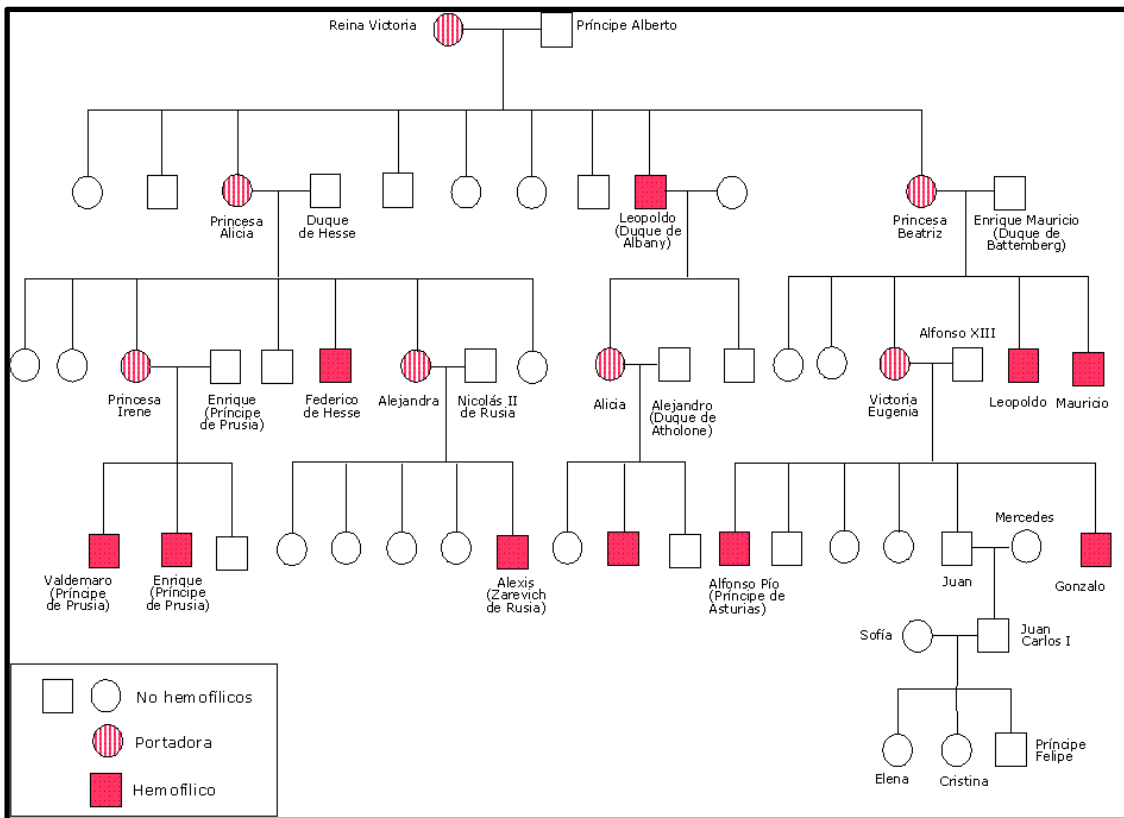 Reina Victoria
Príncipe Alberto
Princesa
Alicia
Duque
de Hesse
Leopoldo
(Duque de
Albany)
Princesa
Beatriz
Enrique Mauricio
(Duque de
Battemberg)
Princesa
Irene
Enrique
(Príncipe
de Prusia)
Federico
de Hesse
Alejandra
Nicolás II
de Rusia
Alicia
Alejandro
(Duque de
Atholone)
Victoria
Eugenia
Alfonso XIII
Leopoldo
Mauricio
Valdemaro
(Príncipe
de Prusia)
Enrique
(Príncipe
de Prusia)
Alexis
(Zarevich
de Rusia)
Alfonso Pío
(Príncipe de
Asturias)
Juan
Mercedes
Gonzalo
Sofía
Juan
Carlos I
Elena
Cristina
Príncipe
Felipe
No hemofílicos
Portadora
Hemofílico